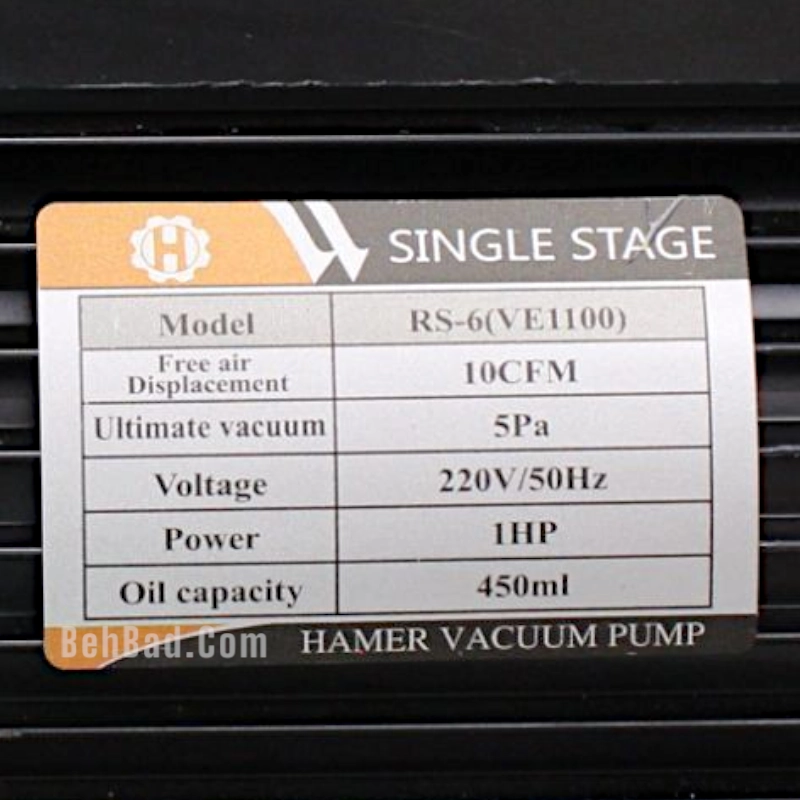 H
SINGLE STAGE
Model RS-6(VE1100)
Free air
Displacement 10CFM
Ultimate vacuum 5Pa
Voltage 220V/50Hz
Power 1HP
Oil capacity 450ml
BehBad.Com HAMER VACUUM PUMP